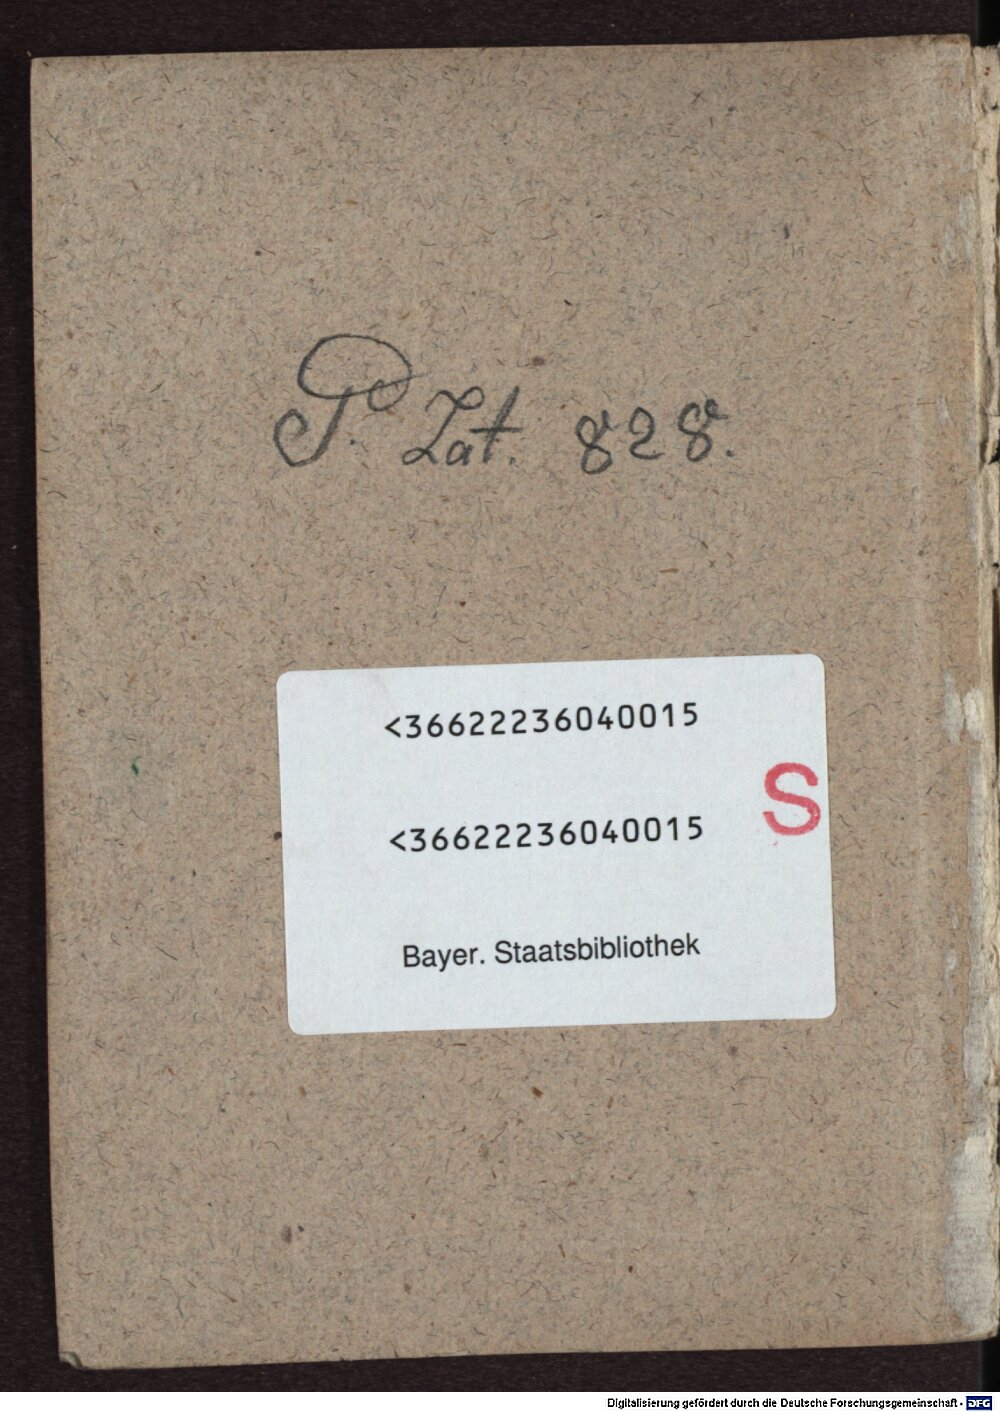 P. Lat. 828.
<36622236040015
S
<36622236040015
Bayer. Staatsbibliothek
Digitalisierung gefördert durch die Deutsche Forschungsgemeinschaft - DFG